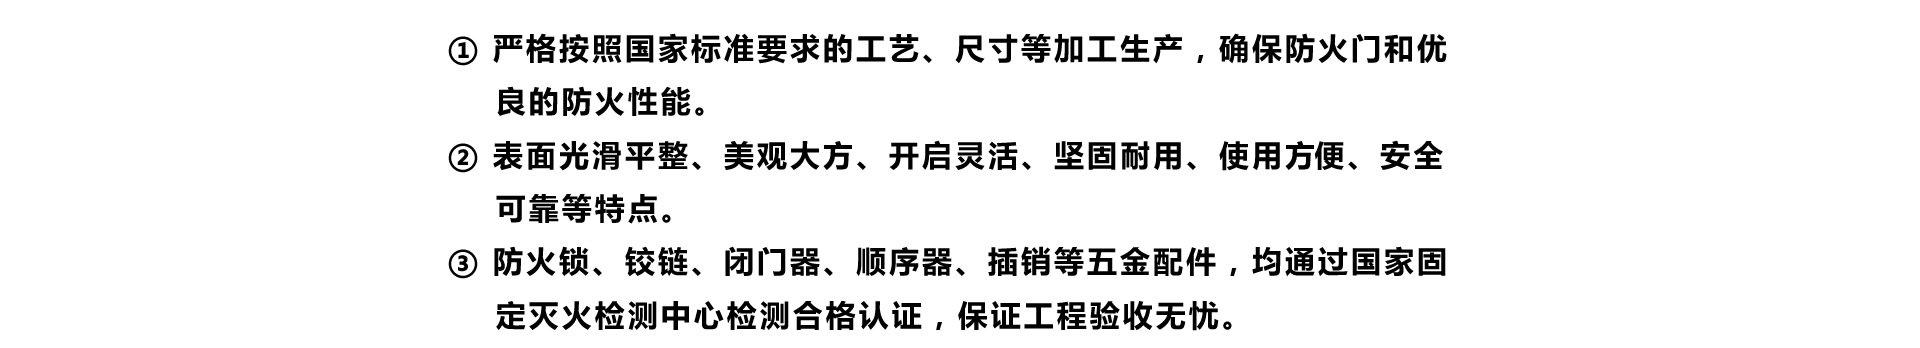 ① 严格按照国家标准要求的工艺、尺寸等加工生产，确保防火门和优
良的防火性能。
② 表面光滑平整、美观大方、开启灵活、坚固耐用、使用方便、安全
可靠等特点。
③ 防火锁、铰链、闭门器、顺序器、插销等五金配件，均通过国家固
定灭火检测中心检测合格认证，保证工程验收无忧。